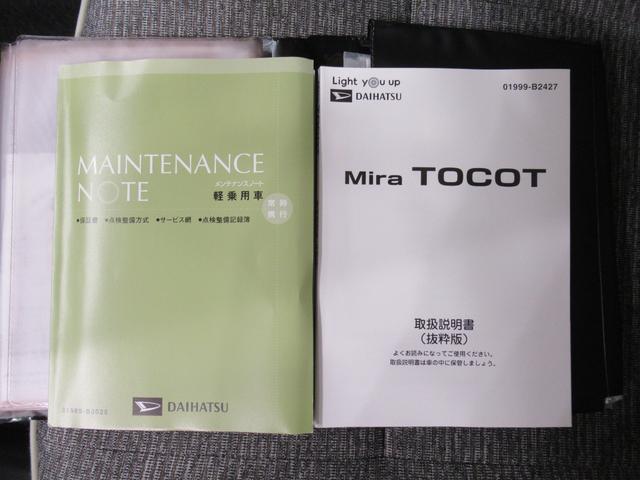 MAINTENANCE
NOTE
メンテナンスノート
軽乗用車
常時
携行
●保証書 ●点検整備方式 ●サービス網 ●点検整備記録簿
DAIHATSU
Light you up
DAIHATSU
01999-B2427
Mira TOCOT
取扱説明書
（抜粋版）
よくお読みになってご使用ください。
取扱説明書は車の中に保管しましょう。